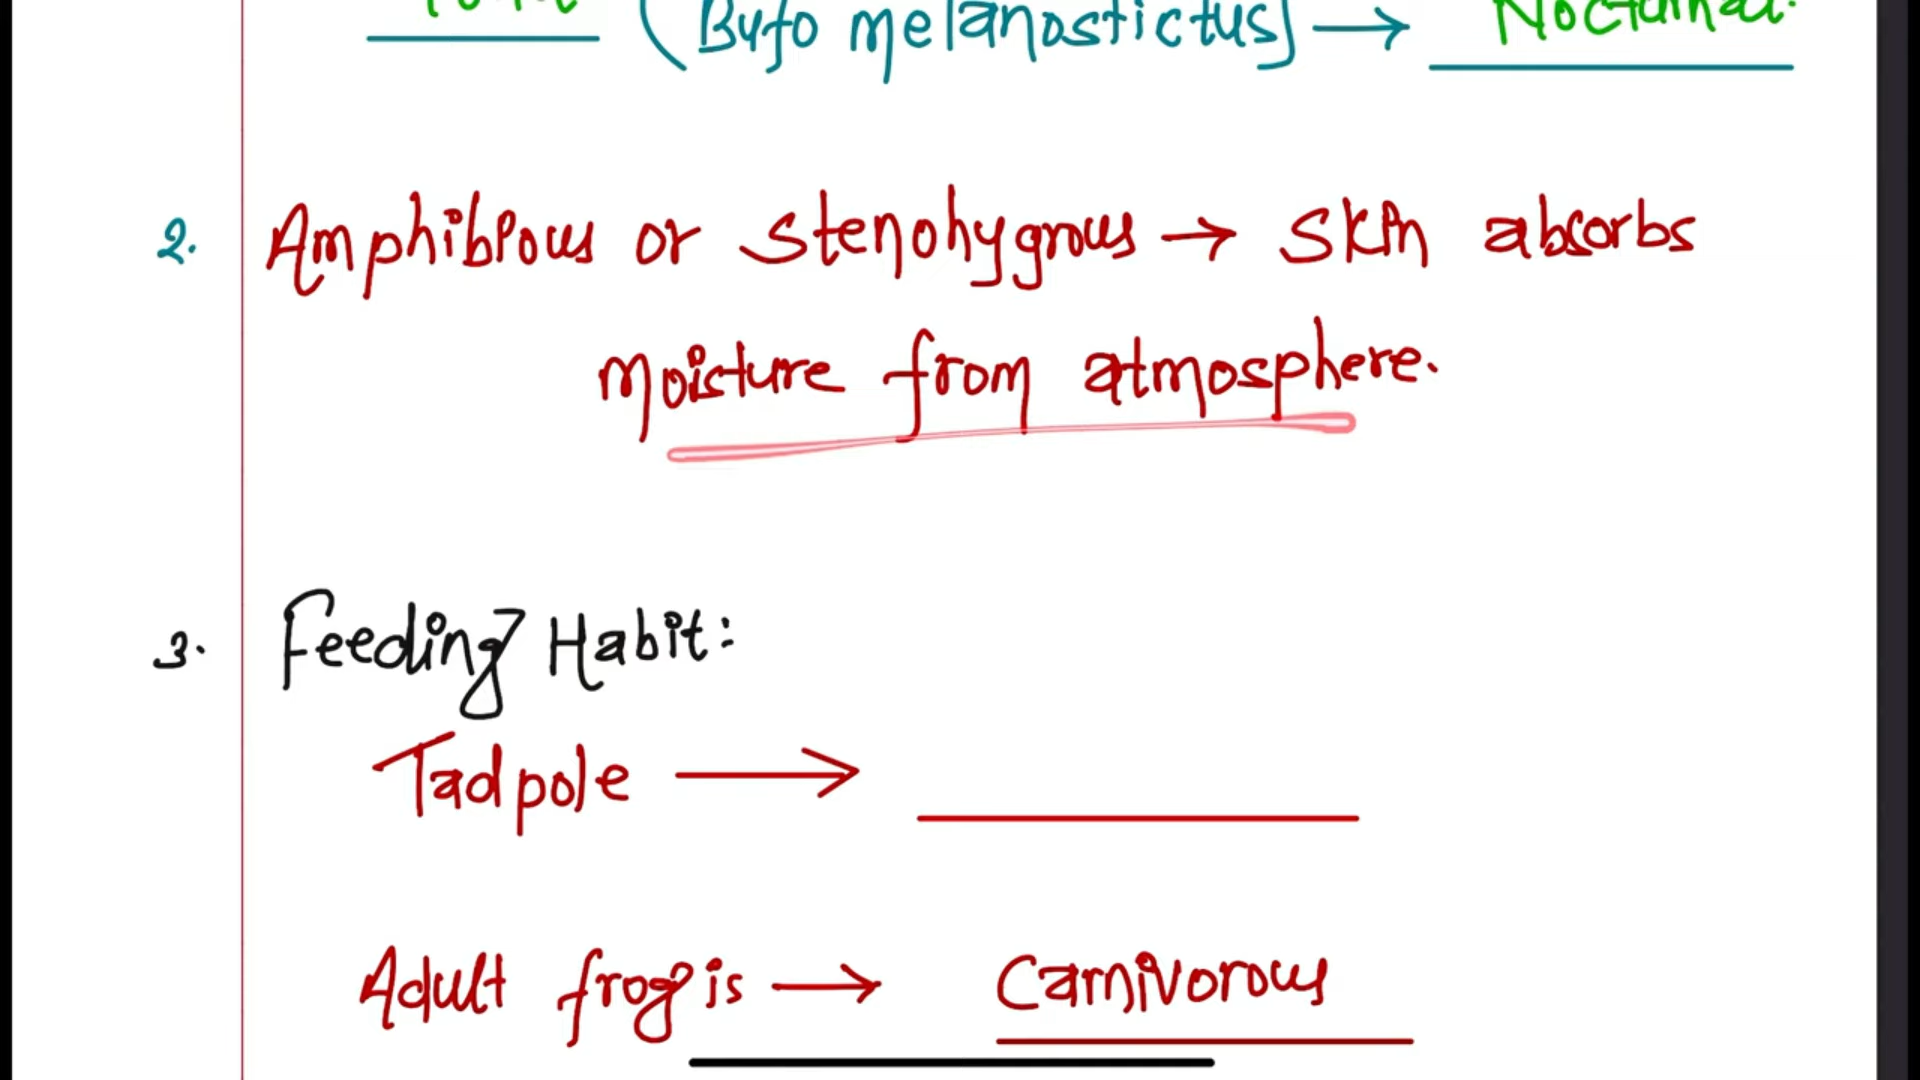 (Bufo melanostictus] → Nocturnal.
2. Amphibious or stenohygrous → Skin absorbs
moisture from atmosphere.
3. Feeding Habit:
Tadpole →
Adult frog is → Carnivorous